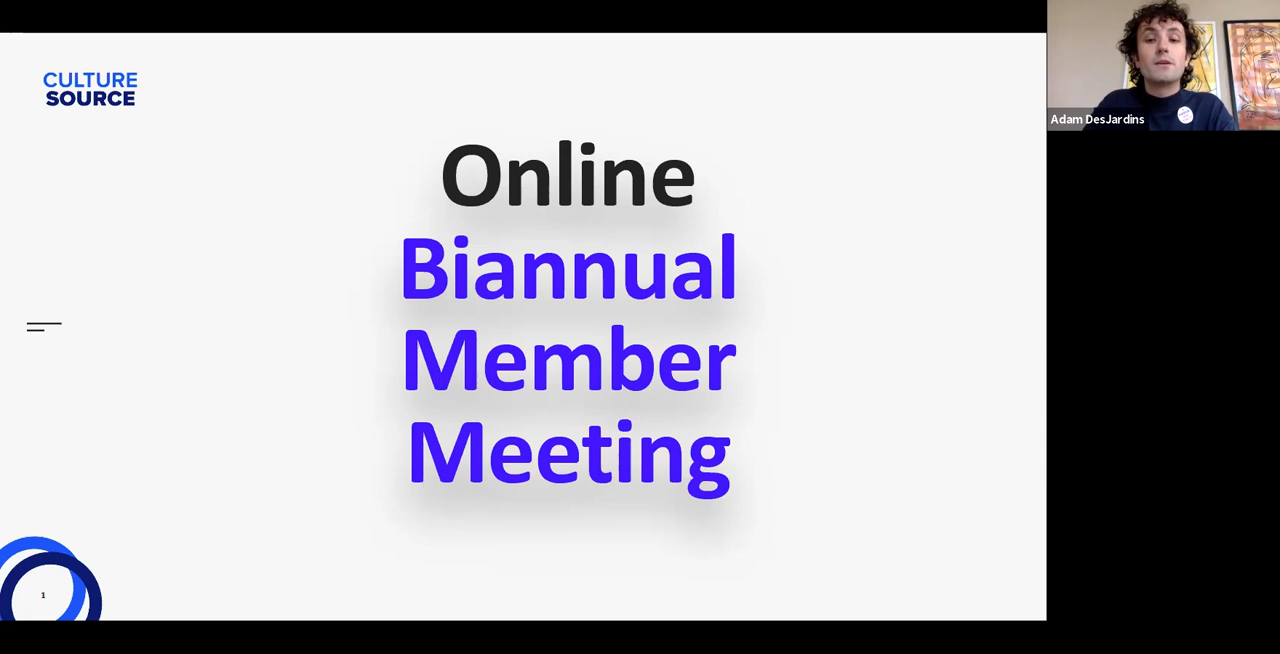 CULTURE
SOURCE
Online
Biannual
Member
Meeting
1
Adam DesJardins